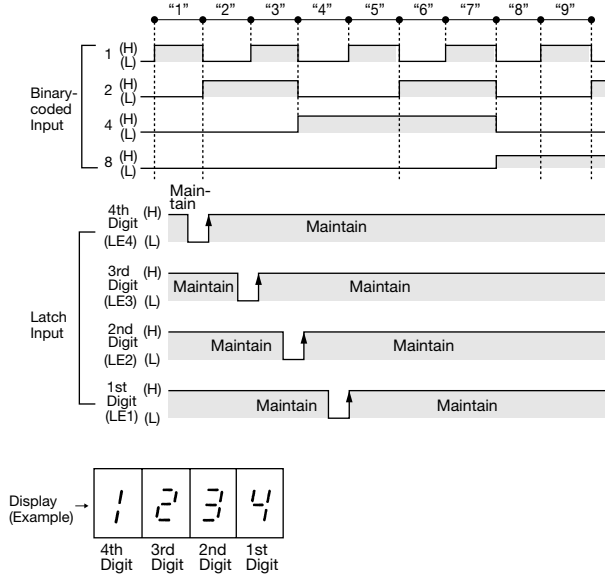 “1” “2” “3” “4” “5” “6” “7” “8” “9”
Binary-
coded
Input
1 (H)
(L)
2 (H)
(L)
4 (H)
(L)
8 (H)
(L)
Main-
tain
Latch
Input
4th
Digit
(LE4)
(H)
(L)
Maintain
3rd
Digit
(LE3)
(H)
(L)
Maintain Maintain
2nd
Digit
(LE2)
(H)
(L)
Maintain Maintain
1st
Digit
(LE1)
(H)
(L)
Maintain Maintain
Display
(Example)
1 2 3 4
4th 3rd 2nd 1st
Digit Digit Digit Digit